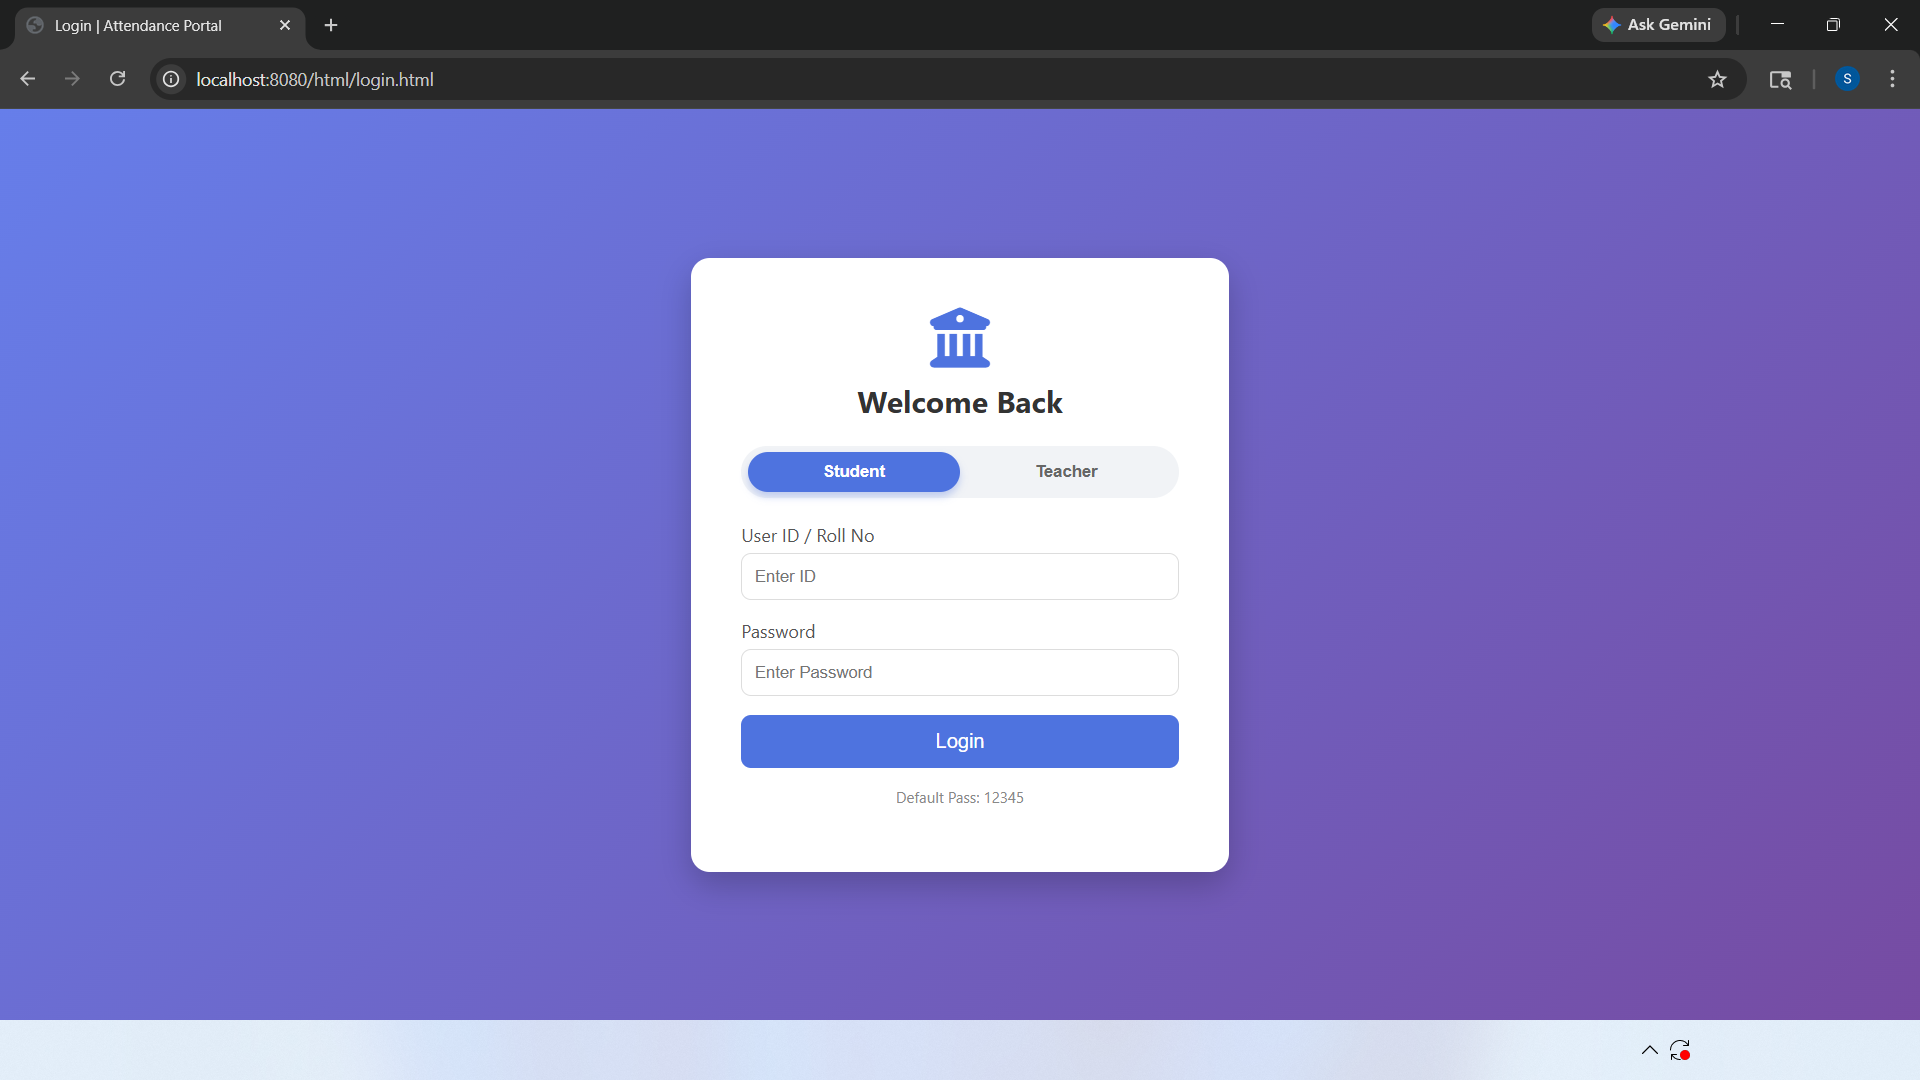 Login | Attendance Portal
Ask Gemini
localhost:8080/html/login.html
S
Welcome Back
Student Teacher
User ID / Roll No
Enter ID
Password
Enter Password
Login
Default Pass: 12345